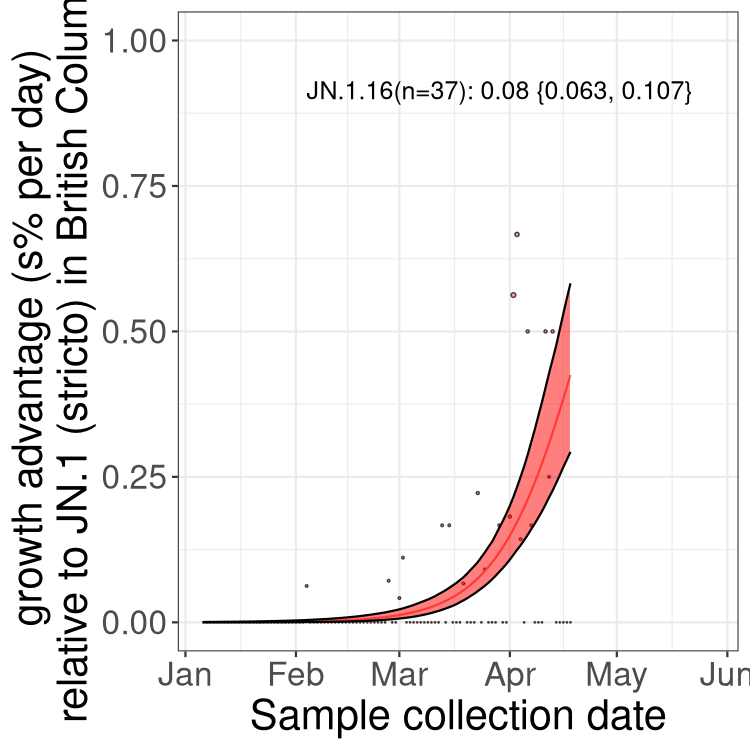 growth advantage (s% per day)
relative to JN.1 (stricto) in British Colum
1.00
0.75
0.50
0.25
0.00
JN.1.16(n=37): 0.08 {0.063, 0.107}
Jan Feb Mar Apr May Jun
Sample collection date